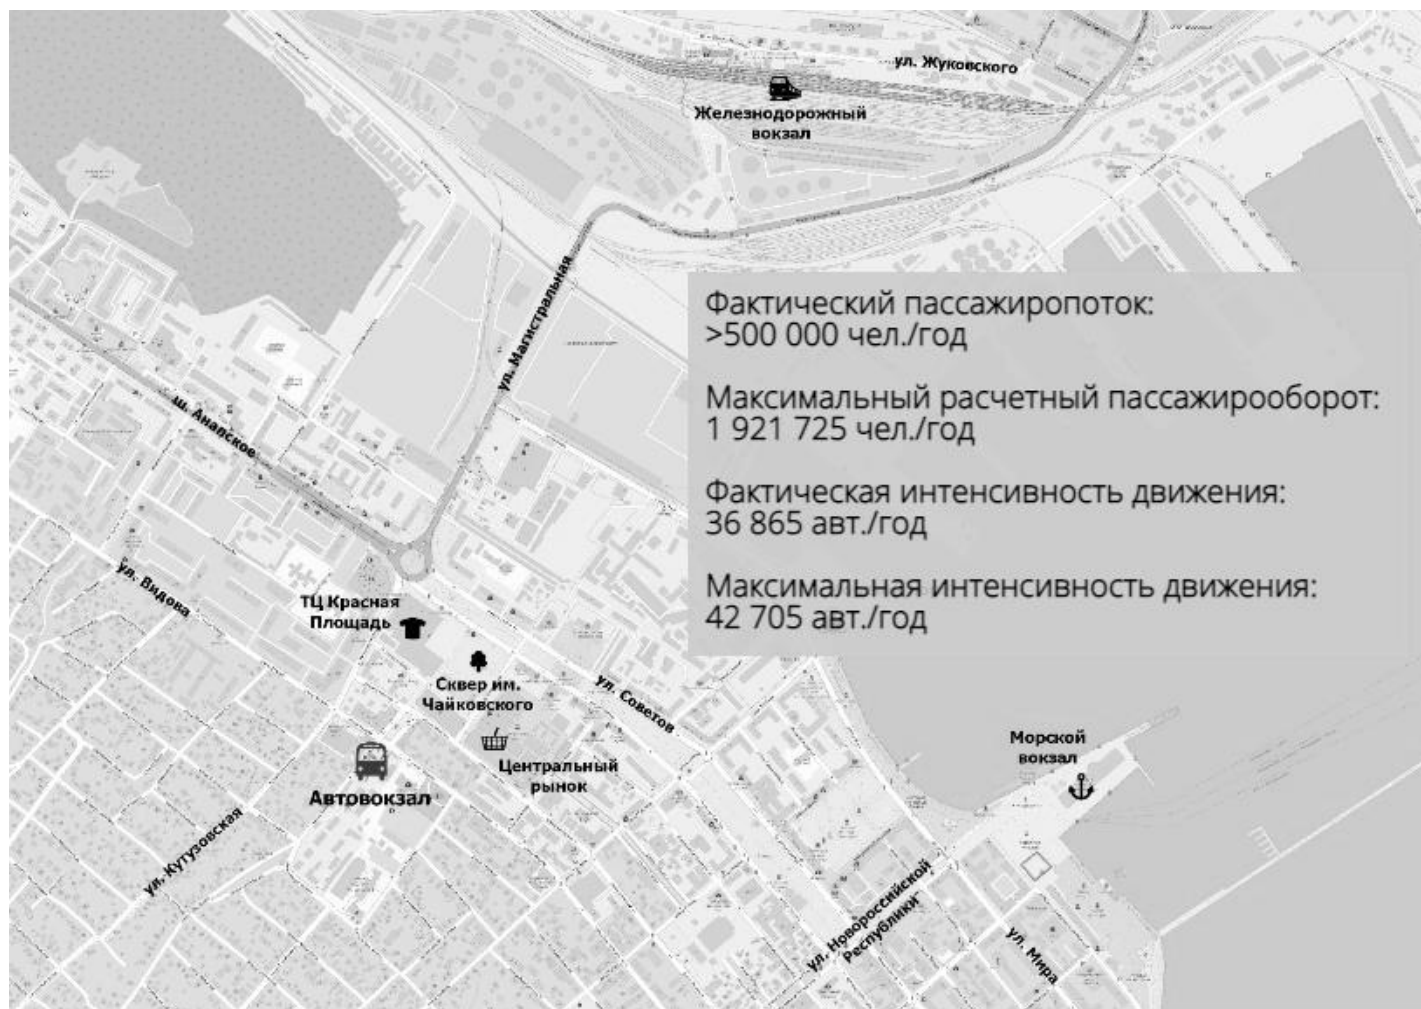 ул. Жуковского
Железнодорожный
вокзал
ул. Магистральная
Фактический пассажиропоток:
>500 000 чел./год
Максимальный расчетный пассажирооборот:
1 921 725 чел./год
Фактическая интенсивность движения:
36 865 авт./год
Максимальная интенсивность движения:
42 705 авт./год
ш. Анапское
ул. Видова
ТЦ Красная
Площадь
Сквер им.
Чайковского
ул. Советов
Центральный
рынок
Автовокзал
ул. Кутузовская
Морской
вокзал
ул. Новороссийской
Республики
ул. Мира